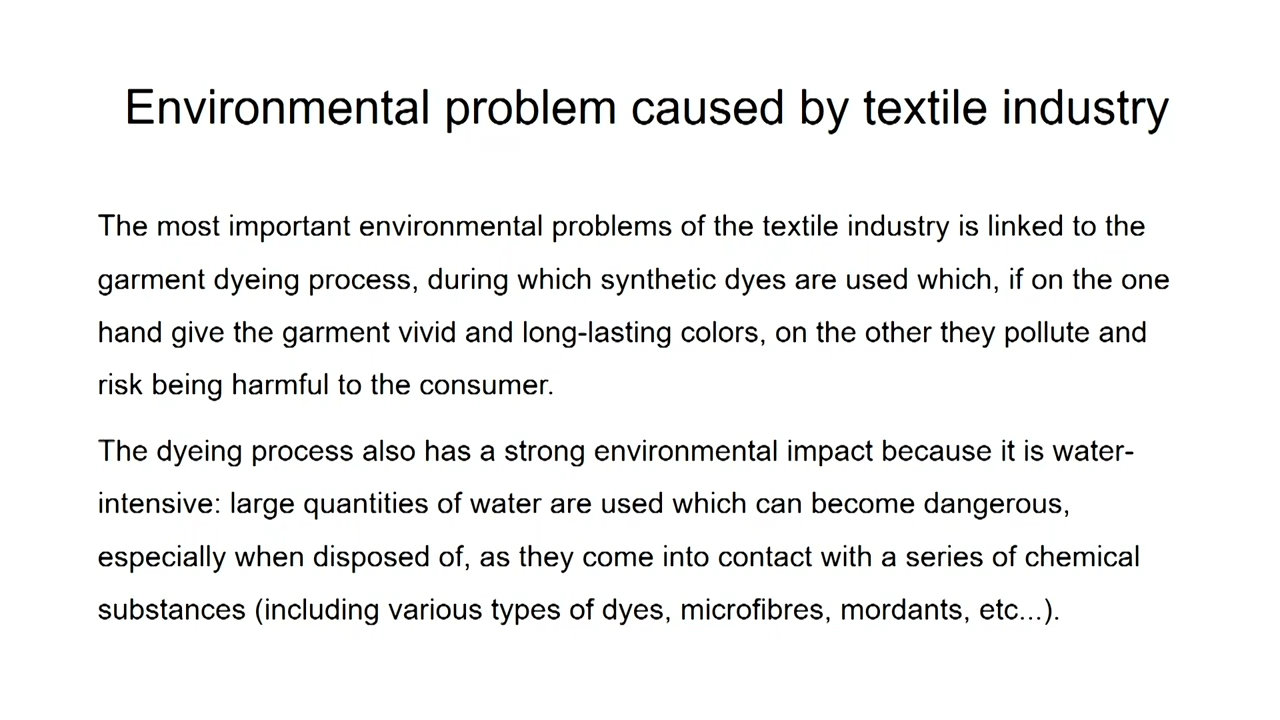 Environmental problem caused by textile industry
The most important environmental problems of the textile industry is linked to the
garment dyeing process, during which synthetic dyes are used which, if on the one
hand give the garment vivid and long-lasting colors, on the other they pollute and
risk being harmful to the consumer.
The dyeing process also has a strong environmental impact because it is water-
intensive: large quantities of water are used which can become dangerous,
especially when disposed of, as they come into contact with a series of chemical
substances (including various types of dyes, microfibres, mordants, etc...).